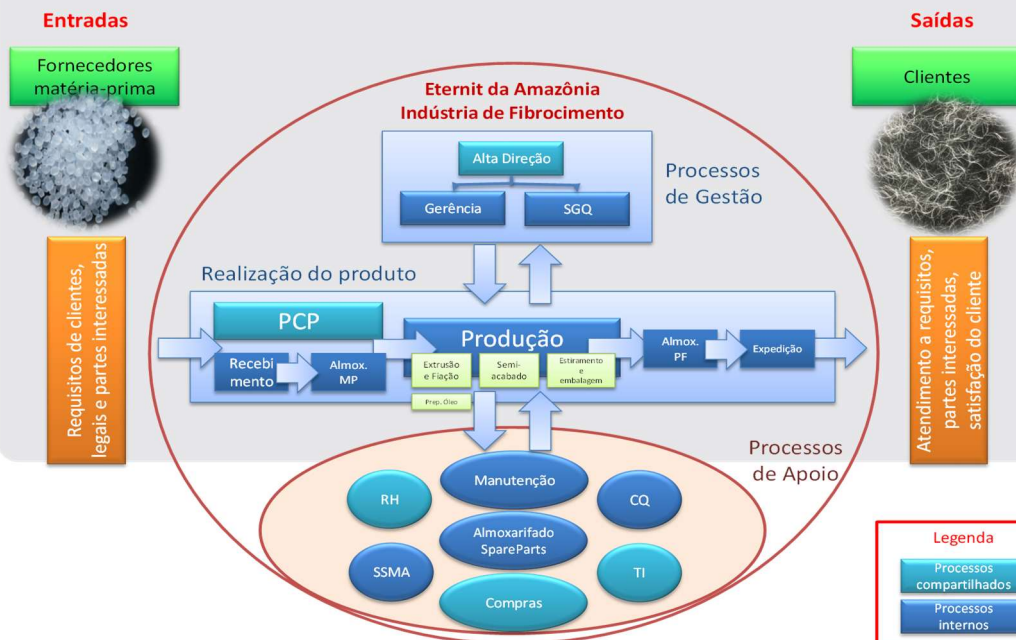 Entradas
Saídas
Fornecedores
matéria-prima
Clientes
Eternit da Amazônia
Indústria de Fibrocimento
Alta Direção
Gerência
SGQ
Processos
de Gestão
Requisitos de clientes,
legais e partes interessadas
Atendimento a requisitos,
partes interessadas,
satisfação do cliente
Realização do produto
PCP
Produção
Recebi
mento
Almox.
MP
Extrusão
e Fiação
Semi-
acabado
Estiramento
e
embalagem
Prep. Óleo
Almox.
PF
Expedição
Processos
de Apoio
Manutenção
RH
CQ
Almoxarifado
SpareParts
SSMA
TI
Compras
Legenda
Processos
compartilhados
Processos
internos